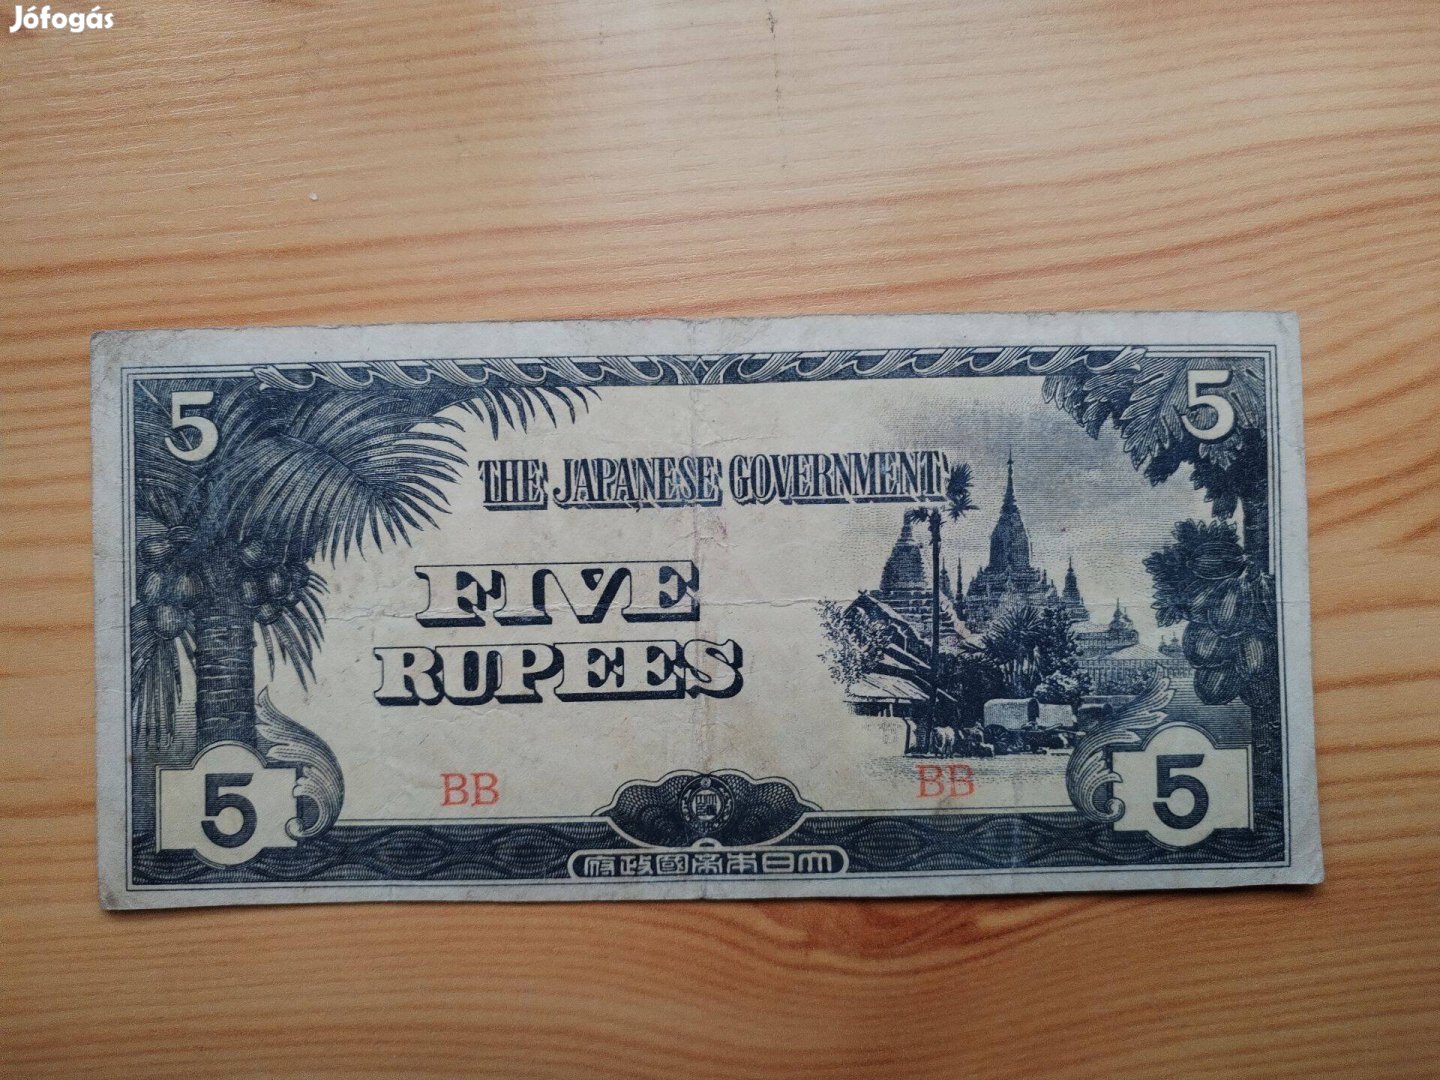 Jófogás
5 5
THE JAPANESE GOVERNMENT
FIVE
RUPEES
BB BB
5 5
府政國帝本日大